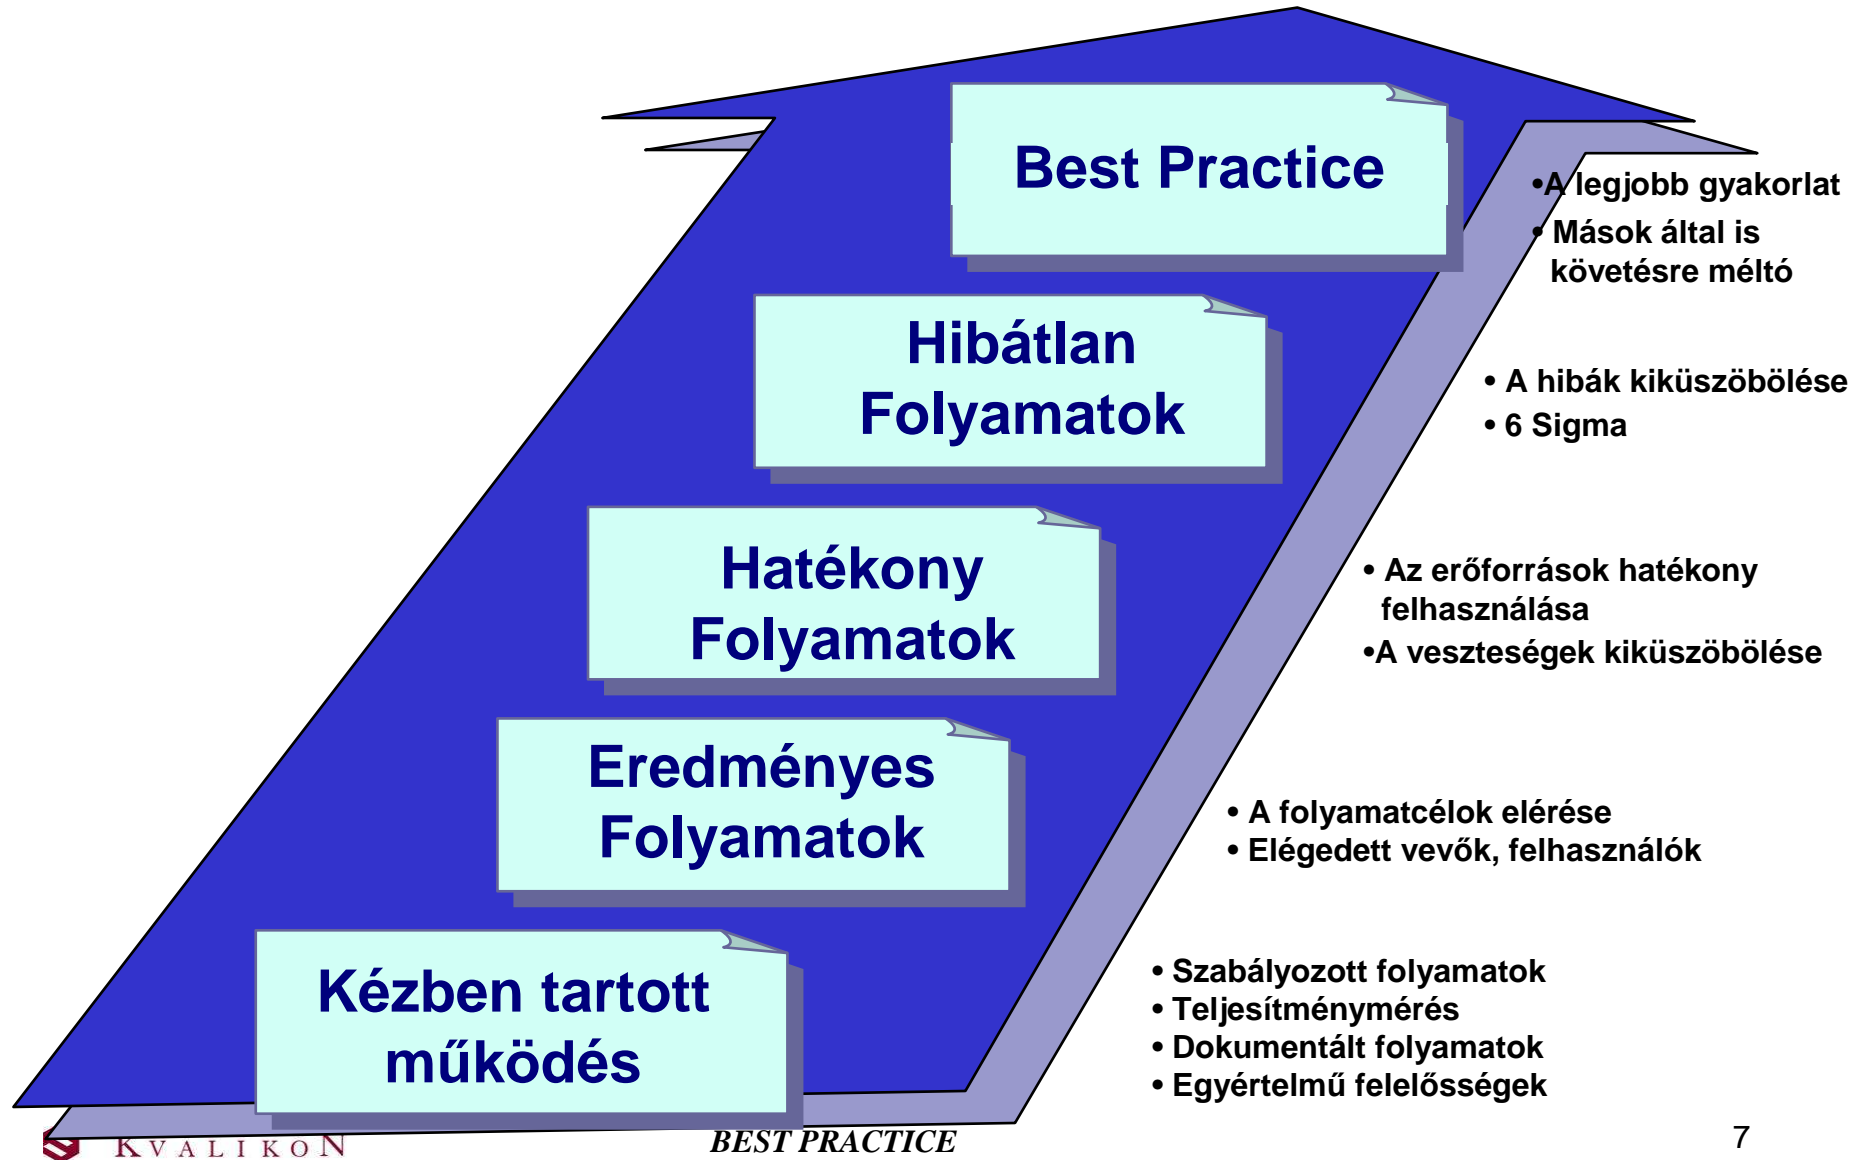 Best Practice
•A legjobb gyakorlat
• Mások által is
követésre méltó
Hibátlan
Folyamatok
• A hibák kiküszöbölése
• 6 Sigma
Hatékony
Folyamatok
• Az erőforrások hatékony
felhasználása
•A veszteségek kiküszöbölése
Eredményes
Folyamatok
• A folyamatcélok elérése
• Elégedett vevők, felhasználók
Kézben tartott
működés
• Szabályozott folyamatok
• Teljesítménymérés
• Dokumentált folyamatok
• Egyértelmű felelősségek
KVALIKON
BEST PRACTICE
7